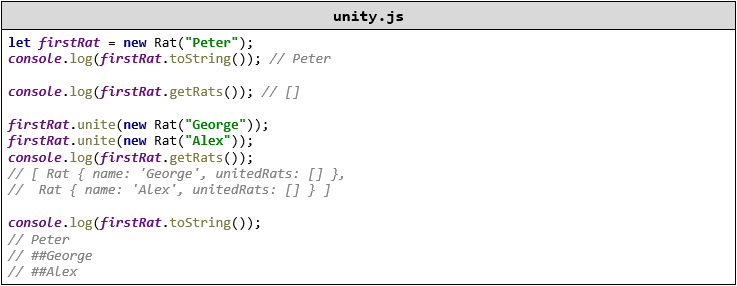 unity.js
let firstRat = new Rat("Peter");
console.log(firstRat.toString()); // Peter
console.log(firstRat.getRats()); // []
firstRat.unite(new Rat("George"));
firstRat.unite(new Rat("Alex"));
console.log(firstRat.getRats());
// [ Rat { name: 'George', unitedRats: [] },
//  Rat { name: 'Alex', unitedRats: [] } ]
console.log(firstRat.toString());
// Peter
// ##George
// ##Alex